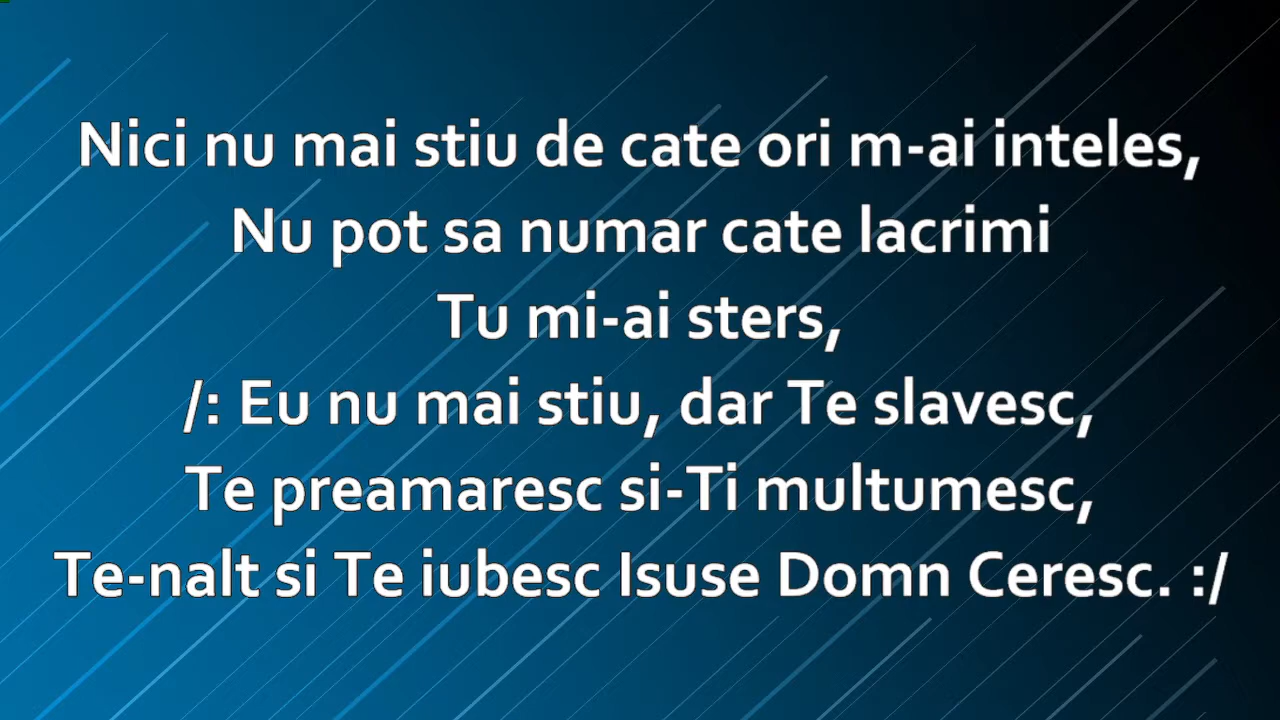 Nici nu mai stiu de cate ori m-ai inteles,
Nu pot sa numar cate lacrimi
Tu mi-ai sters,
/: Eu nu mai stiu, dar Te slavesc,
Te preamaresc si-Ti multumesc,
Te-nalt si Te iubesc Isuse Domn Ceresc. :/